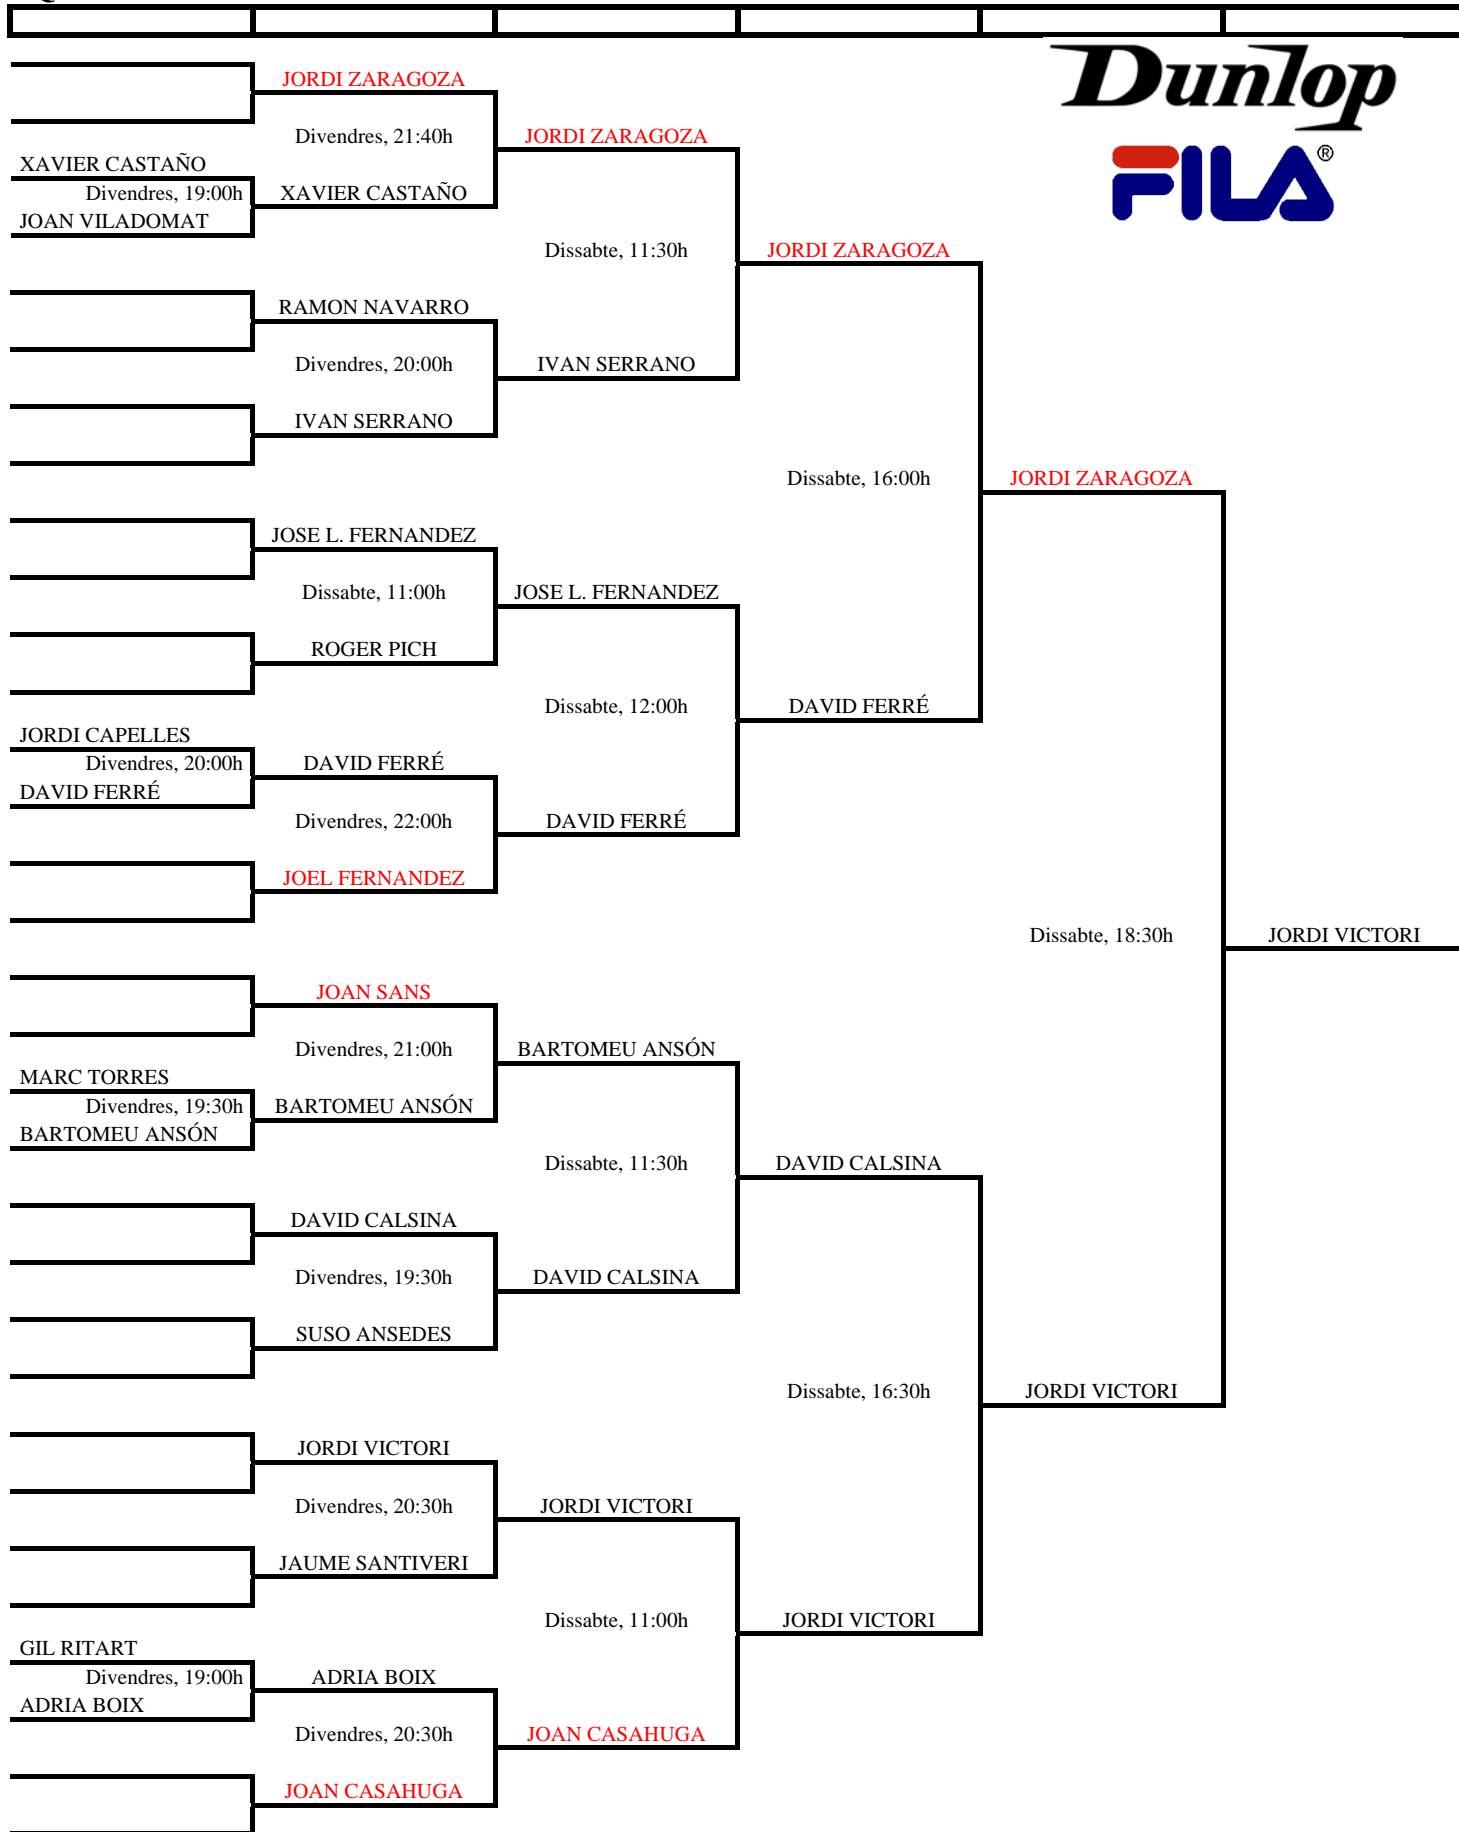 Dunlop
FILA®
JORDI ZARAGOZA
Divendres, 21:40h
JORDI ZARAGOZA
XAVIER CASTAÑO
Divendres, 19:00h
XAVIER CASTAÑO
JOAN VILADOMAT
Dissabte, 11:30h
JORDI ZARAGOZA
RAMON NAVARRO
Divendres, 20:00h
IVAN SERRANO
IVAN SERRANO
Dissabte, 16:00h
JORDI ZARAGOZA
JOSE L. FERNANDEZ
Dissabte, 11:00h
JOSE L. FERNANDEZ
ROGER PICH
Dissabte, 12:00h
DAVID FERRÉ
JORDI CAPELLES
Divendres, 20:00h
DAVID FERRÉ
DAVID FERRÉ
Divendres, 22:00h
DAVID FERRÉ
JOEL FERNANDEZ
Dissabte, 18:30h
JORDI VICTORI
JOAN SANS
Divendres, 21:00h
BARTOMEU ANSÓN
MARC TORRES
Divendres, 19:30h
BARTOMEU ANSÓN
BARTOMEU ANSÓN
Dissabte, 11:30h
DAVID CALSINA
DAVID CALSINA
Divendres, 19:30h
DAVID CALSINA
SUSO ANSEDES
Dissabte, 16:30h
JORDI VICTORI
JORDI VICTORI
Divendres, 20:30h
JORDI VICTORI
JAUME SANTIVERI
Dissabte, 11:00h
JORDI VICTORI
GIL RITART
Divendres, 19:00h
ADRIA BOIX
ADRIA BOIX
Divendres, 20:30h
JOAN CASAHUGA
JOAN CASAHUGA